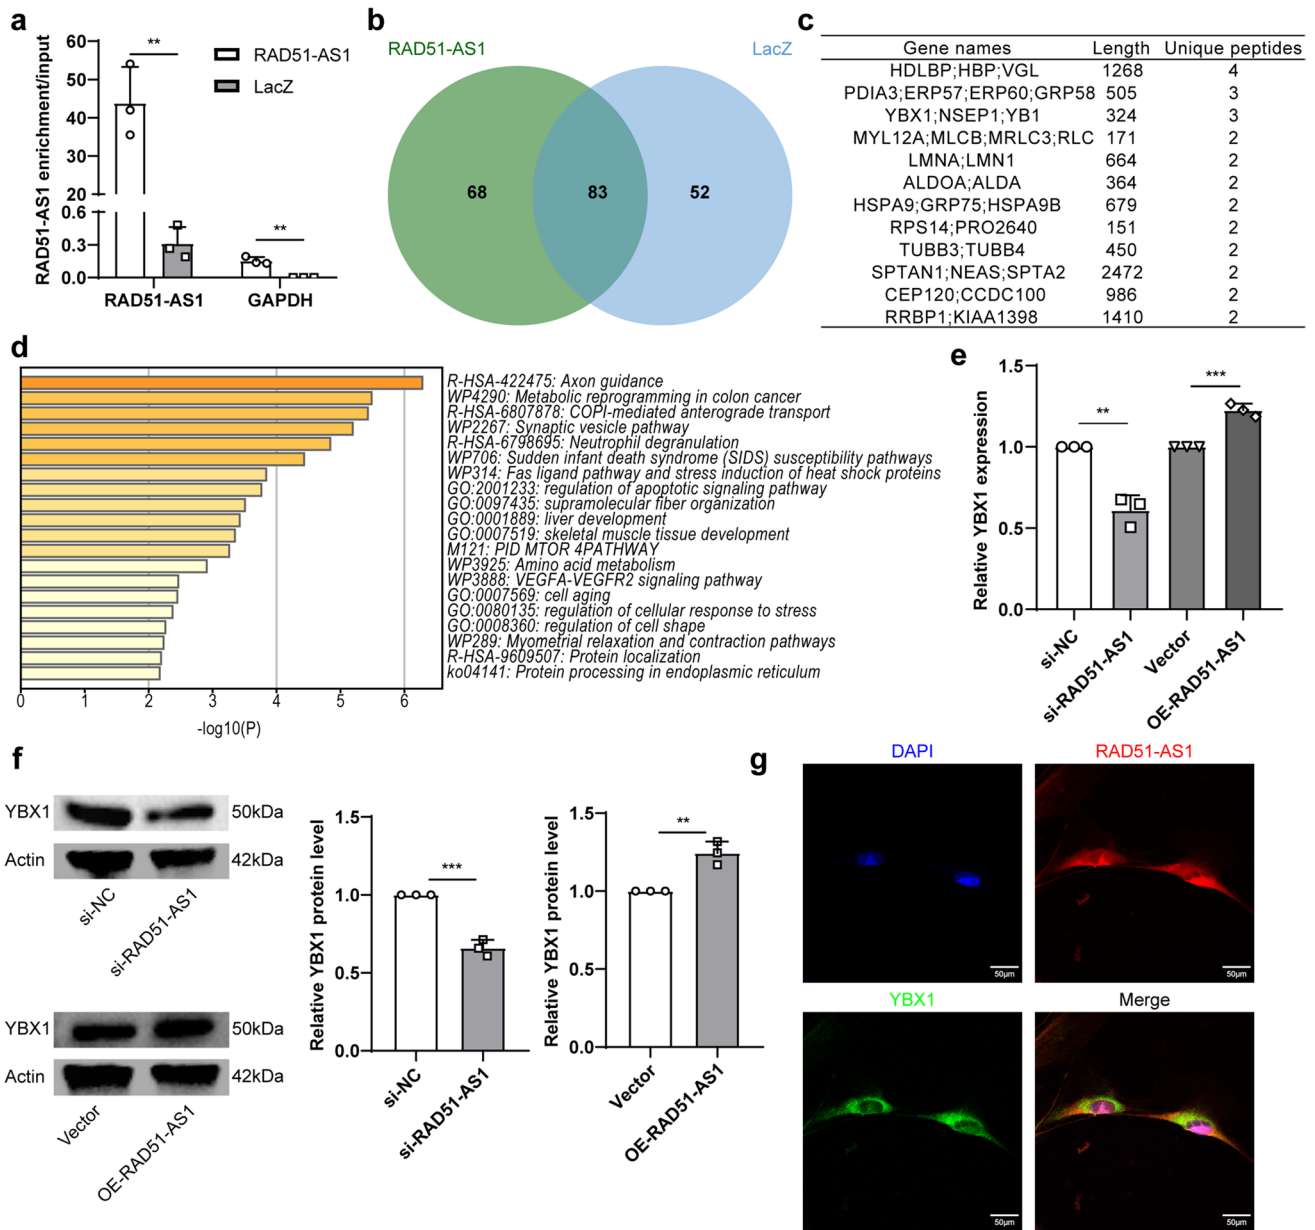 a
RAD51-AS1 enrichment/input
60
50
40
30
20
0.6
0.3
0.0
**
**
RAD51-AS1
LacZ
RAD51-AS1
GAPDH
b
RAD51-AS1
LacZ
68
83
52
c
Gene names Length Unique peptides
HDLBP;HBP;VGL 1268 4
PDIA3;ERP57;ERP60;GRP58 505 3
YBX1;NSEP1;YB1 324 3
MYL12A;MLCB;MRLC3;RLC 171 2
LMNA;LMN1 664 2
ALDOA;ALDA 364 2
HSPA9;GRP75;HSPA9B 679 2
RPS14;PRO2640 151 2
TUBB3;TUBB4 450 2
SPTAN1;NEAS;SPTA2 2472 2
CEP120;CCDC100 986 2
RRBP1;KIAA1398 1410 2
d
R-HSA-422475: Axon guidance
WP4290: Metabolic reprogramming in colon cancer
R-HSA-6807878: COPI-mediated anterograde transport
WP2267: Synaptic vesicle pathway
R-HSA-6798695: Neutrophil degranulation
WP706: Sudden infant death syndrome (SIDS) susceptibility pathways
WP314: Fas ligand pathway and stress induction of heat shock proteins
GO:2001233: regulation of apoptotic signaling pathway
GO:0097435: supramolecular fiber organization
GO:0001889: liver development
GO:0007519: skeletal muscle tissue development
M121: PID MTOR 4PATHWAY
WP3925: Amino acid metabolism
WP3888: VEGFA-VEGFR2 signaling pathway
GO:0007569: cell aging
GO:0080135: regulation of cellular response to stress
GO:0008360: regulation of cell shape
WP289: Myometrial relaxation and contraction pathways
R-HSA-9609507: Protein localization
ko04141: Protein processing in endoplasmic reticulum
0 1 2 3 4 5 6
-log10(P)
e
Relative YBX1 expression
1.5
1.0
0.5
0.0
**
***
si-NC
si-RAD51-AS1
Vector
OE-RAD51-AS1
f
YBX1 50kDa
Actin 42kDa
si-NC
si-RAD51-AS1
YBX1 50kDa
Actin 42kDa
Vector
OE-RAD51-AS1
Relative YBX1 protein level
1.5
1.0
0.5
0.0
***
si-NC
si-RAD51-AS1
Relative YBX1 protein level
1.5
1.0
0.5
0.0
**
Vector
OE-RAD51-AS1
g
DAPI
RAD51-AS1
50μm
50μm
YBX1
Merge
50μm
50μm